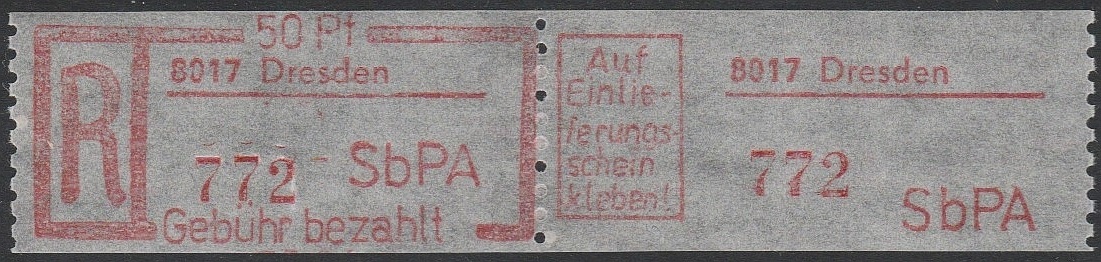 50 Pf
R
8017 Dresden
772 SbPA
Gebühr bezahlt
Auf
Einlie-
ferungs-
schein
kleben!
8017 Dresden
772
SbPA